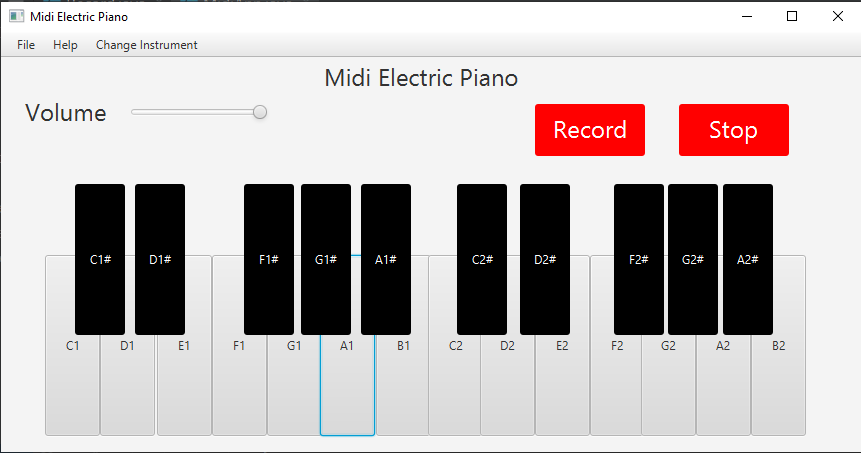 Midi Electric Piano
File Help Change Instrument
Midi Electric Piano
Volume
Record Stop
C1# D1# F1# G1# A1# C2# D2# F2# G2# A2#
C1 D1 E1 F1 G1 A1 B1 C2 D2 E2 F2 G2 A2 B2